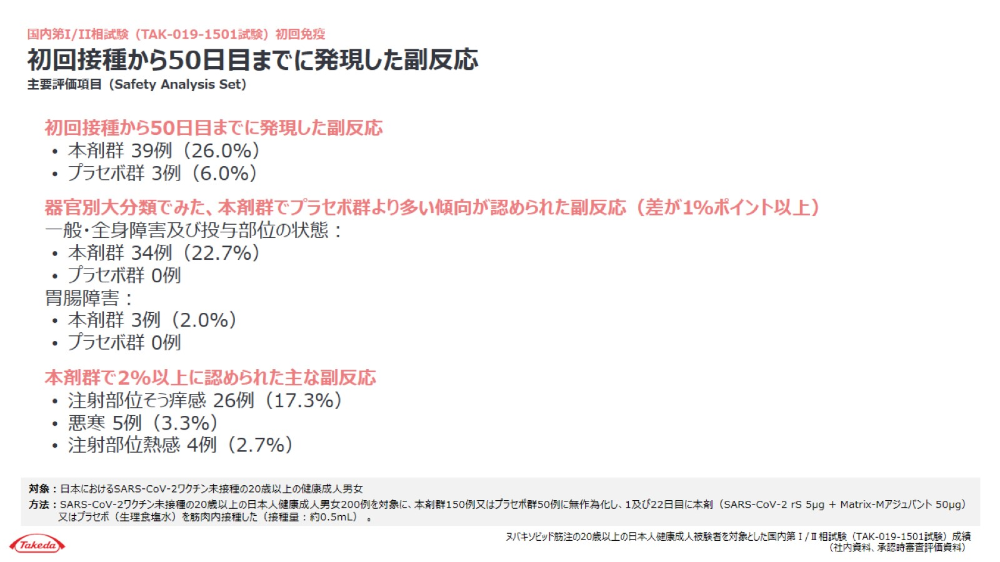 国内第I/II相試験（TAK-019-1501試験）初回免疫
初回接種から50日目までに発現した副反応
主要評価項目（Safety Analysis Set）
初回接種から50日目までに発現した副反応
• 本剤群 39例（26.0%）
• プラセボ群 3例（6.0%）
器官別大分類でみた、本剤群でプラセボ群より多い傾向が認められた副反応（差が1%ポイント以上）
一般・全身障害及び投与部位の状態：
• 本剤群 34例（22.7%）
• プラセボ群 0例
胃腸障害：
• 本剤群 3例（2.0%）
• プラセボ群 0例
本剤群で2%以上に認められた主な副反応
• 注射部位そう痒感 26例（17.3%）
• 悪寒 5例（3.3%）
• 注射部位熱感 4例（2.7%）
対象：日本におけるSARS-CoV-2ワクチン未接種の20歳以上の健康成人男女
方法：SARS-CoV-2ワクチン未接種の20歳以上の日本人健康成人男女200例を対象に、本剤群150例又はプラセボ群50例に無作為化し、1及び22日目に本剤（SARS-CoV-2 rS 5μg + Matrix-Mアジュバント 50μg）
又はプラセボ（生理食塩水）を筋肉内接種した（接種量：約0.5mL）。
Takeda
ヌバキソビッド筋注の20歳以上の日本人健康成人被験者を対象とした国内第Ⅰ/Ⅱ相試験（TAK-019-1501試験）成績
（社内資料、承認時審査評価資料）